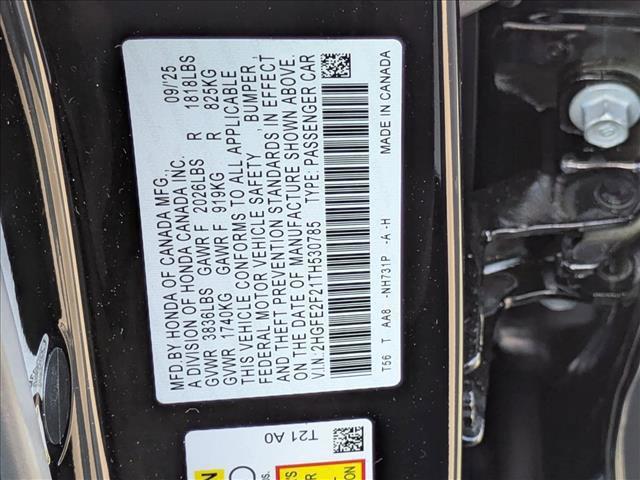 MFD.BY HONDA OF CANADA MFG., 09/25
A DIVISION OF HONDA CANADA INC.
GVWR 3836LBS GAWR F 2026LBS R 1818LBS
GVWR 1740KG GAWR F 919KG R 825KG
THIS VEHICLE CONFORMS TO ALL APPLICABLE
FEDERAL MOTOR VEHICLE SAFETY , BUMPER ,
AND THEFT PREVENTION STANDARDS IN EFFECT
ON THE DATE OF MANUFACTURE SHOWN ABOVE.
V.I.N.:2HGFE2F21TH530785 TYPE: PASSENGER CAR
T56 T AA8 -NH731P -A -H MADE IN CANADA
T21 A0